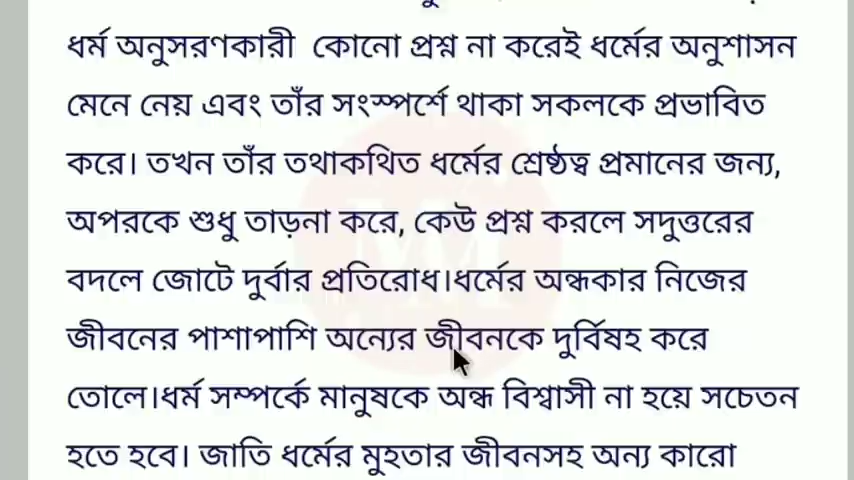 ধর্ম অনুসরণকারী কোনো প্রশ্ন না করেই ধর্মের অনুশাসন
মেনে নেয় এবং তাঁর সংস্পর্শে থাকা সকলকে প্রভাবিত
করে। তখন তাঁর তথাকথিত ধর্মের শ্রেষ্ঠত্ব প্রমানের জন্য,
অপরকে শুধু তাড়না করে, কেউ প্রশ্ন করলে সদুত্তরের
বদলে জোটে দুর্বার প্রতিরোধ।ধর্মের অন্ধকার নিজের
জীবনের পাশাপাশি অন্যের জীবনকে দুর্বিষহ করে
তোলে।ধর্ম সম্পর্কে মানুষকে অন্ধ বিশ্বাসী না হয়ে সচেতন
হতে হবে। জাতি ধর্মের মুহতার জীবনসহ অন্য কারো